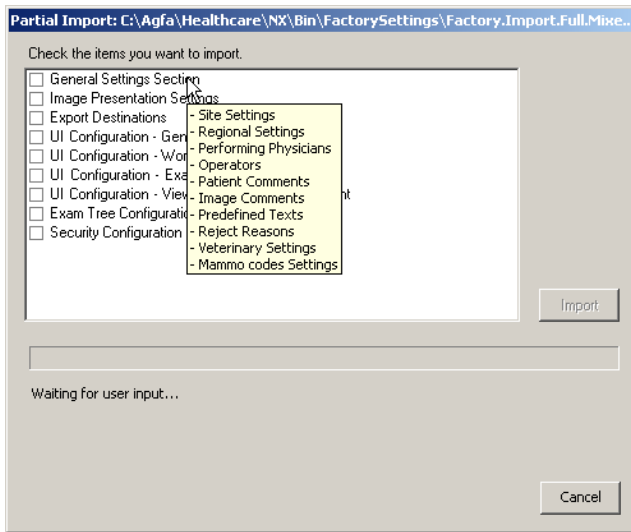 Partial Import: C:\Agfa\Healthcare\NX\Bin\FactorySettings\Factory.Import.Full.Mixe...
Check the items you want to import.
General Settings Section
Image Presentation Settings
Export Destinations
UI Configuration - Gen
UI Configuration - Wor
UI Configuration - Exa
UI Configuration - View
Exam Tree Configuratio
Security Configuration
- Site Settings
- Regional Settings
- Performing Physicians
- Operators
- Patient Comments
- Image Comments
- Predefined Texts
- Reject Reasons
- Veterinary Settings
- Mammo codes Settings
Import
Waiting for user input...
Cancel